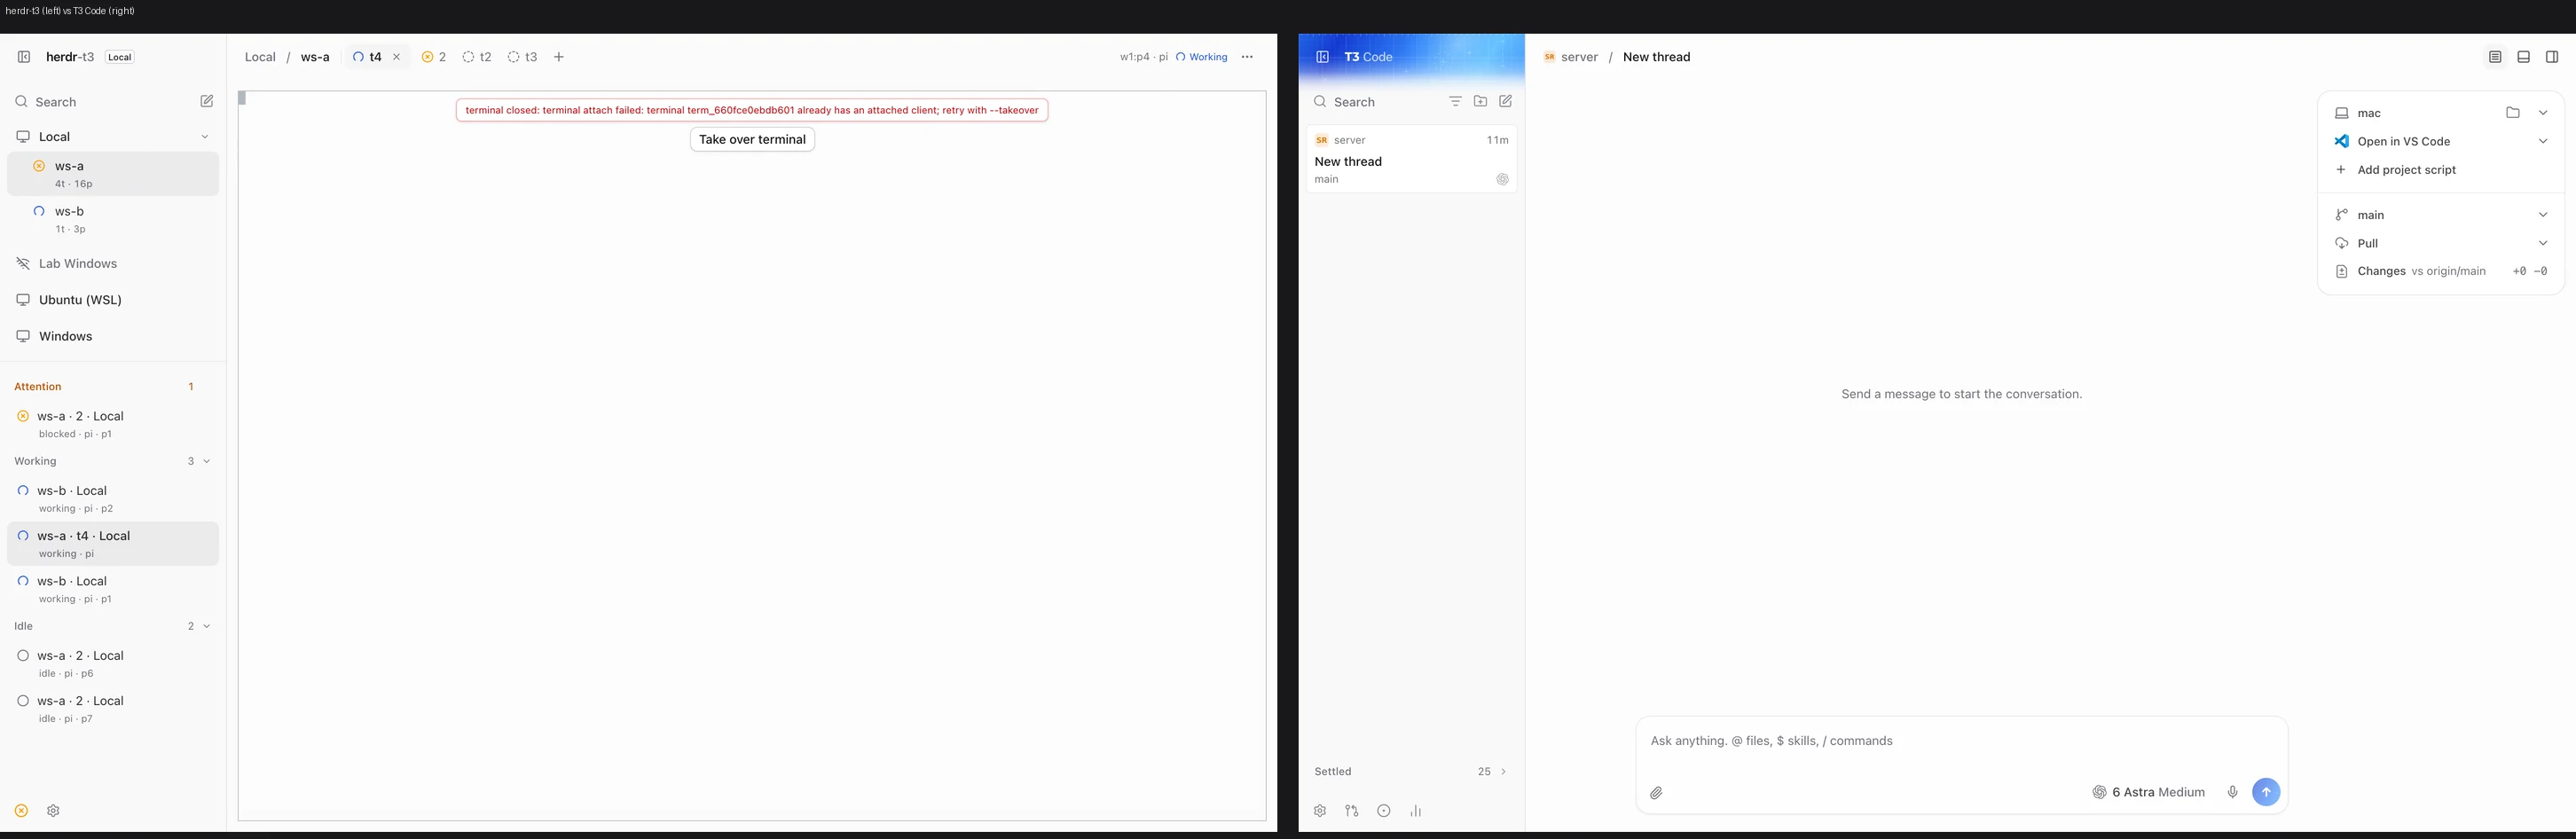 herdr-t3 (left) vs T3 Code (right)
herdr-t3 Local
Search
Local
ws-a
4t · 16p
ws-b
1t · 3p
Lab Windows
Ubuntu (WSL)
Windows
Attention 1
ws-a · 2 · Local
blocked · pi · p1
Working 3
ws-b · Local
working · pi · p2
ws-a · t4 · Local
working · pi
ws-b · Local
working · pi · p1
Idle 2
ws-a · 2 · Local
idle · pi · p6
ws-a · 2 · Local
idle · pi · p7
Local / ws-a t4 × 2 t2 t3 + w1:p4 · pi Working ···
terminal closed: terminal attach failed: terminal term_660fce0ebdb601 already has an attached client; retry with --takeover
Take over terminal
T3 Code
Search
SR server 11m
New thread
main
Settled 25
SR server / New thread
mac
Open in VS Code
Add project script
main
Pull
Changes vs origin/main +0 −0
Send a message to start the conversation.
Ask anything. @ files, $ skills, / commands
6 Astra Medium